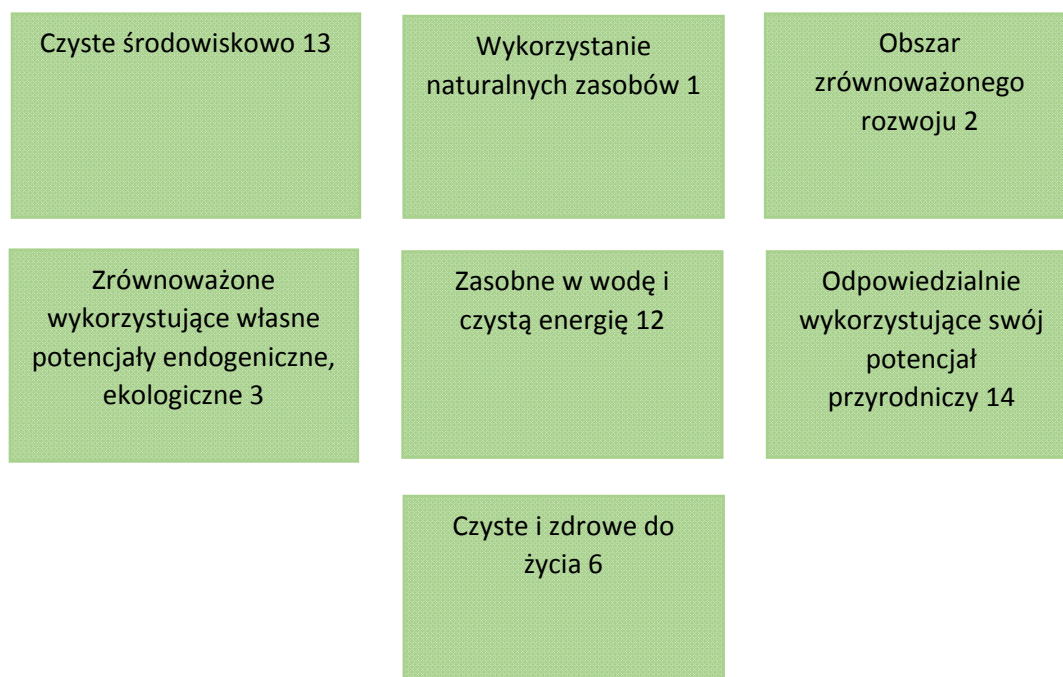 Czyste środowiskowo 13
Wykorzystanie
naturalnych zasobów 1
Obszar
zrównoważonego
rozwoju 2
Zrównoważone
wykorzystujące własne
potencjały endogeniczne,
ekologiczne 3
Zasobne w wodę i
czystą energię 12
Odpowiedzialnie
wykorzystujące swój
potencjał
przyrodniczy 14
Czyste i zdrowe do
życia 6